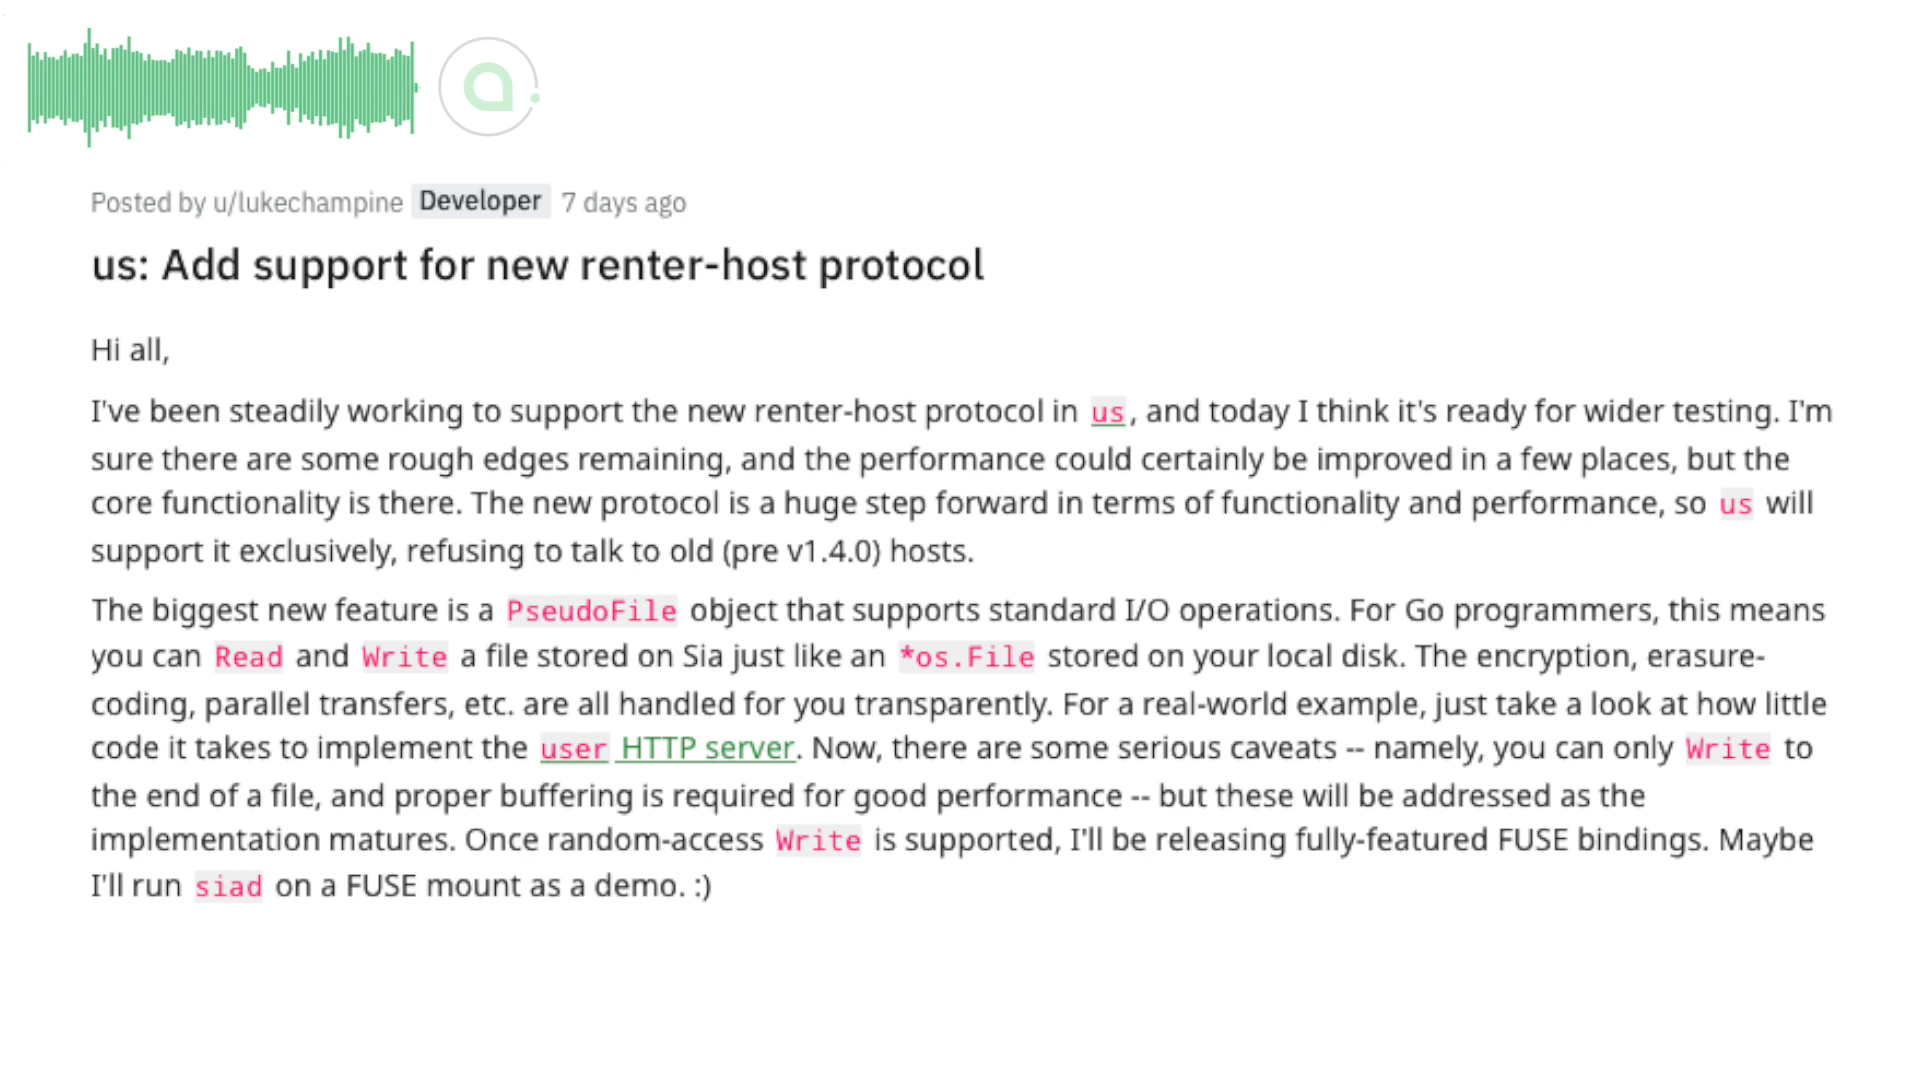 Posted by u/lukechampine Developer 7 days ago
us: Add support for new renter-host protocol
Hi all,
I've been steadily working to support the new renter-host protocol in us, and today I think it's ready for wider testing. I'm
sure there are some rough edges remaining, and the performance could certainly be improved in a few places, but the
core functionality is there. The new protocol is a huge step forward in terms of functionality and performance, so us will
support it exclusively, refusing to talk to old (pre v1.4.0) hosts.
The biggest new feature is a PseudoFile object that supports standard I/O operations. For Go programmers, this means
you can Read and Write a file stored on Sia just like an *os.File stored on your local disk. The encryption, erasure-
coding, parallel transfers, etc. are all handled for you transparently. For a real-world example, just take a look at how little
code it takes to implement the user HTTP server. Now, there are some serious caveats -- namely, you can only Write to
the end of a file, and proper buffering is required for good performance -- but these will be addressed as the
implementation matures. Once random-access Write is supported, I'll be releasing fully-featured FUSE bindings. Maybe
I'll run siad on a FUSE mount as a demo. :)